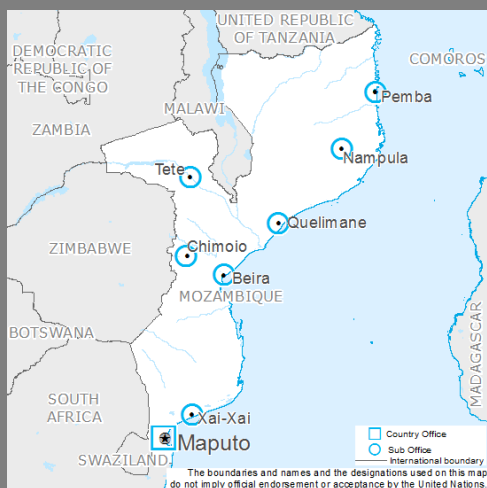 UNITED REPUBLIC
OF TANZANIA
DEMOCRATIC
REPUBLIC OF
THE CONGO
COMOROS
Pemba
MALAWI
ZAMBIA
Nampula
Tete
Quelimane
Chimoio
ZIMBABWE
Beira
MOZAMBIQUE
BOTSWANA
MADAGASCAR
SOUTH
AFRICA
Xai-Xai
Maputo
SWAZILAND
Country Office
Sub Office
International boundary
The boundaries and names and the designations used on this map
do not imply official endorsement or acceptance by the United Nations.